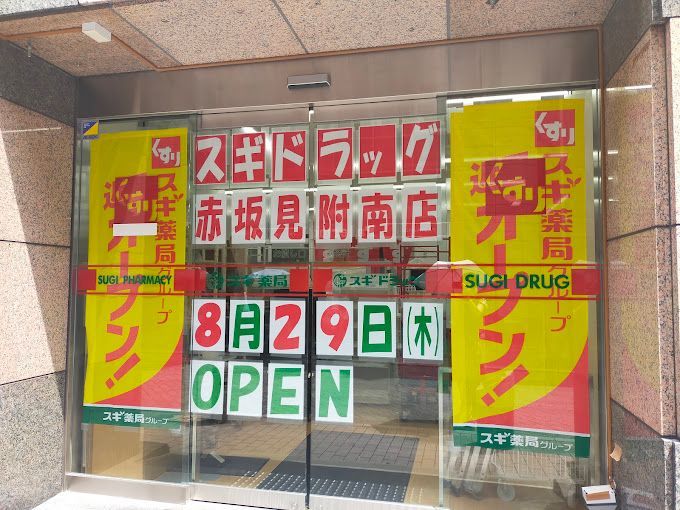 スギドラッグ
赤坂見附南店
SUGI PHARMACY
スギ薬局
スギドラッグ
SUGI DRUG
8月29日(木)
OPEN
くすり
スギ薬局グループ
オープン!
スギ薬局グループ
くすり
スギ薬局グループ
オープン!
スギ薬局グループ